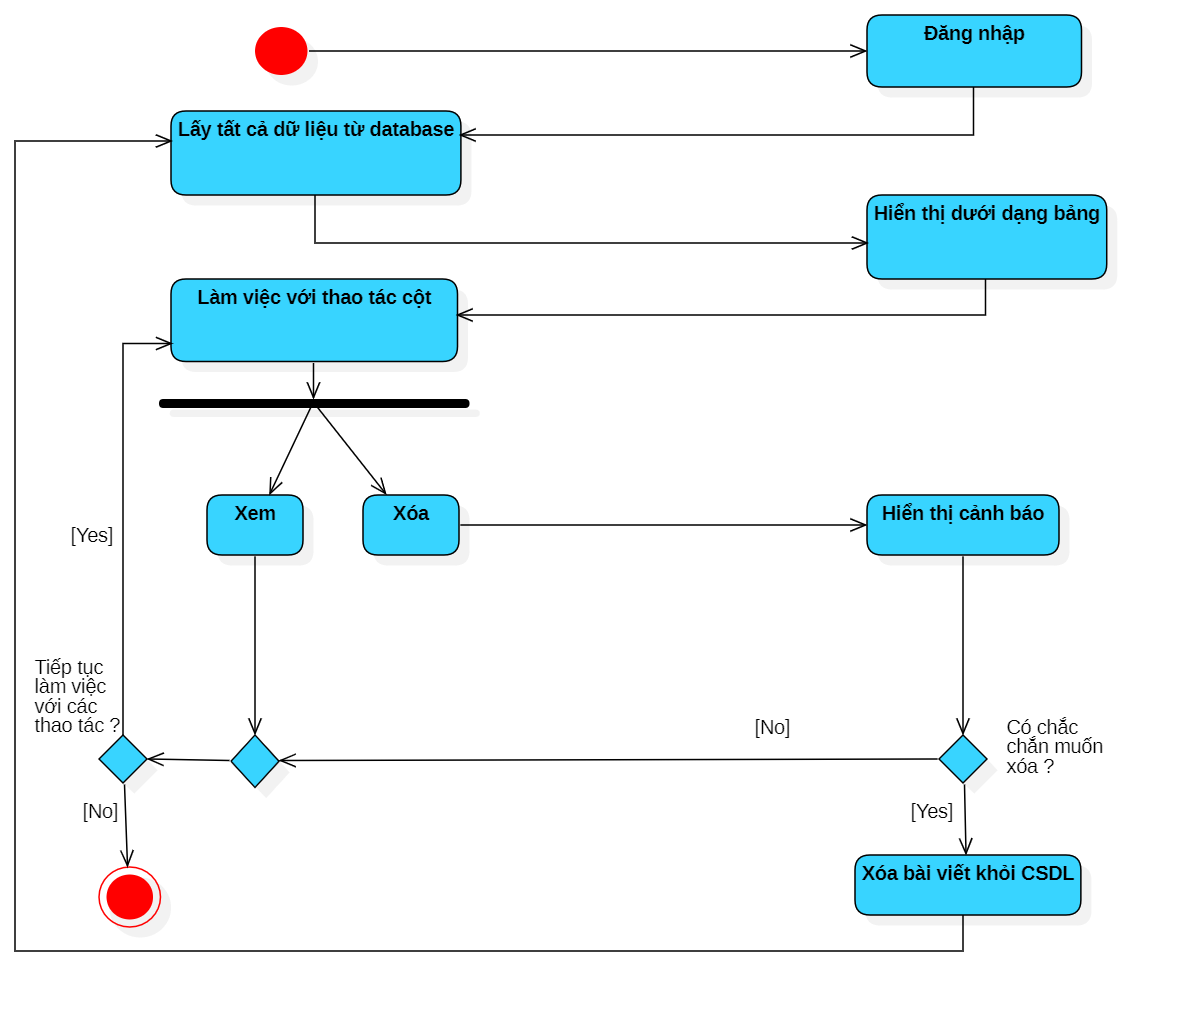 Đăng nhập
Lấy tất cả dữ liệu từ database
Hiển thị dưới dạng bảng
Làm việc với thao tác cột
Xem
Xóa
Hiển thị cảnh báo
[Yes]
Tiếp tục
làm việc
với các
thao tác ?
[No]
Có chắc
chắn muốn
xóa ?
[No]
[Yes]
Xóa bài viết khỏi CSDL